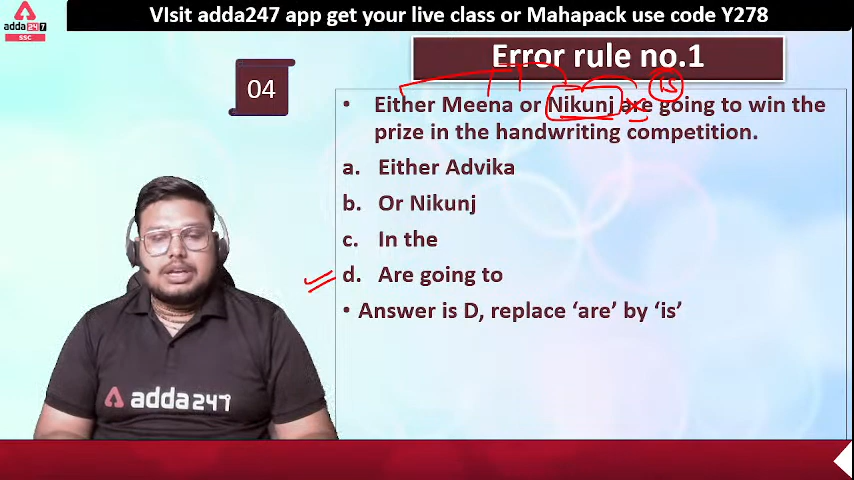 VIsit adda247 app get your live class or Mahapack use code Y278
adda247
SSC
Error rule no.1
04
• Either Meena or Nikunj are going to win the
is
prize in the handwriting competition.
a. Either Advika
b. Or Nikunj
c. In the
d. Are going to
• Answer is D, replace ‘are’ by ‘is’
adda247